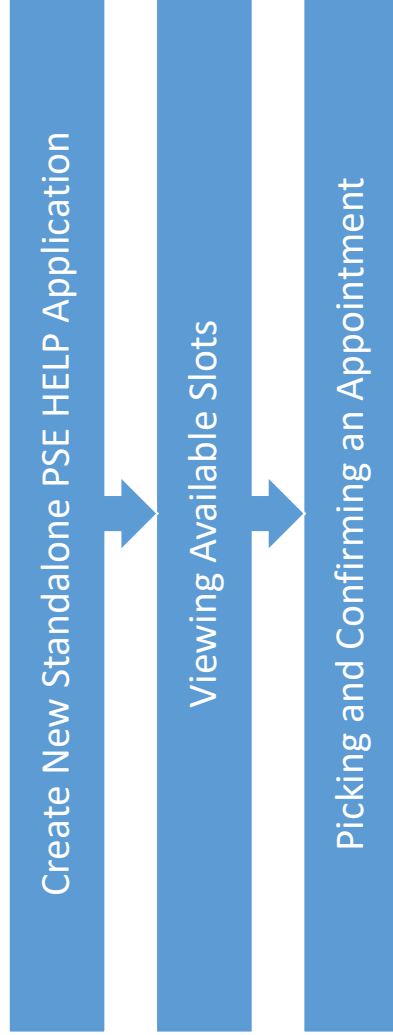 Create New Standalone PSE HELP Application
Viewing Available Slots
Picking and Confirming an Appointment